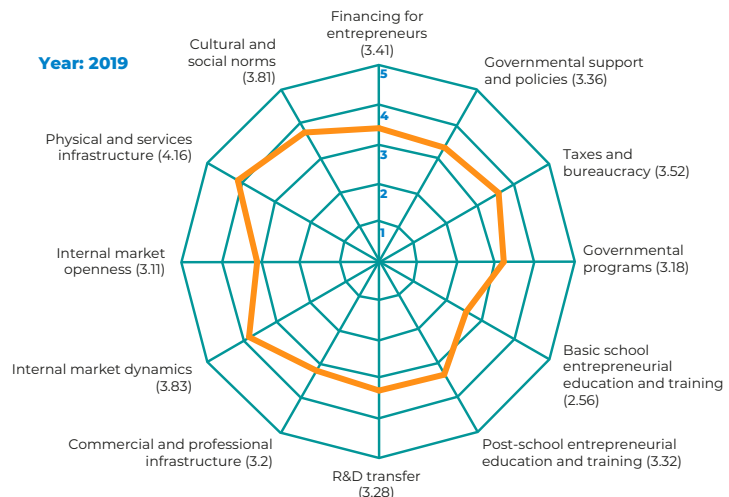 Year: 2019
Financing for
entrepreneurs
(3.41)
Governmental support
and policies (3.36)
Taxes and
bureaucracy (3.52)
Governmental
programs (3.18)
Basic school
entrepreneurial
education and training
(2.56)
Post-school entrepreneurial
education and training (3.32)
R&D transfer
(3.28)
Commercial and professional
infrastructure (3.2)
Internal market dynamics
(3.83)
Internal market
openness (3.11)
Physical and services
infrastructure (4.16)
Cultural and
social norms
(3.81)
5
4
3
2
1